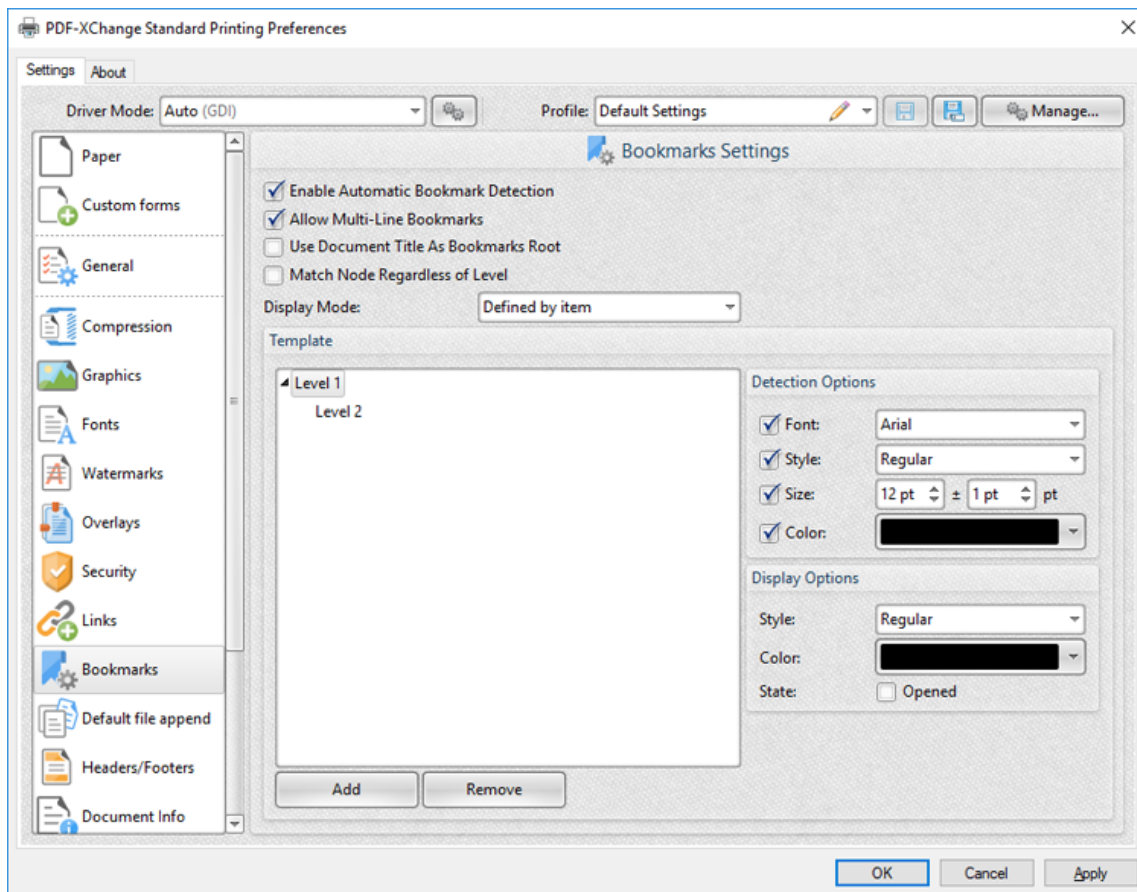 PDF-XChange Standard Printing Preferences
Settings About
Driver Mode: Auto (GDI) Profile: Default Settings Manage...
Paper
Custom forms
General
Compression
Graphics
Fonts
Watermarks
Overlays
Security
Links
Bookmarks
Default file append
Headers/Footers
Document Info
Bookmarks Settings
Enable Automatic Bookmark Detection
Allow Multi-Line Bookmarks
Use Document Title As Bookmarks Root
Match Node Regardless of Level
Display Mode: Defined by item
Template
Level 1
Level 2
Add Remove
Detection Options
Font: Arial
Style: Regular
Size: 12 pt ± 1 pt pt
Color:
Display Options
Style: Regular
Color:
State: Opened
OK Cancel Apply